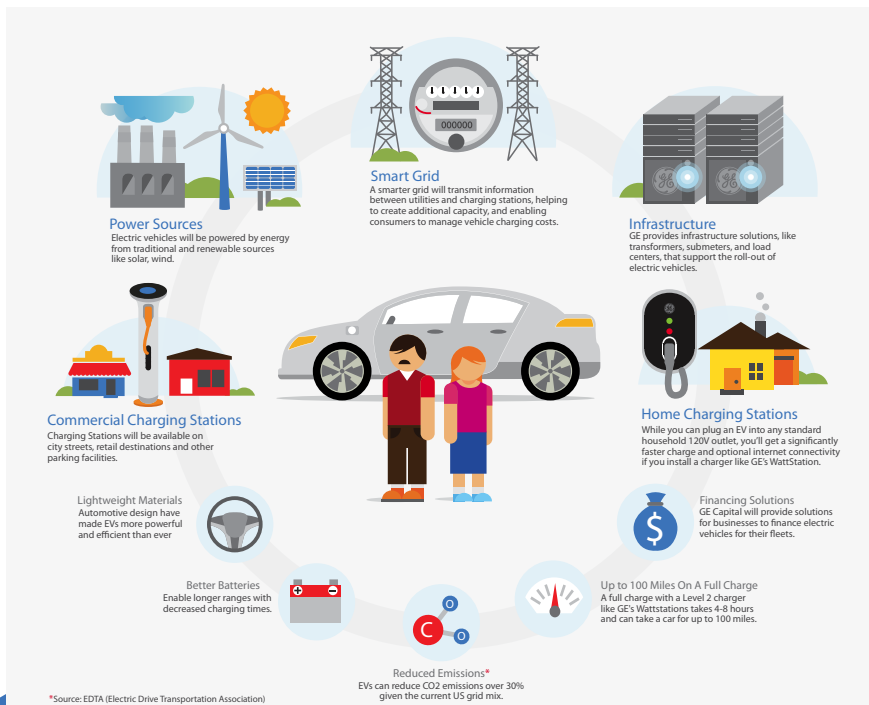 000000
Smart Grid
A smarter grid will transmit information
between utilities and charging stations, helping
to create additional capacity, and enabling
consumers to manage vehicle charging costs.
Power Sources
Electric vehicles will be powered by energy
from traditional and renewable sources
like solar, wind.
GE
GE
Infrastructure
GE provides infrastructure solutions, like
transformers, submeters, and load
centers, that support the roll-out of
electric vehicles.
Commercial Charging Stations
Charging Stations will be available on
city streets, retail destinations and other
parking facilities.
GE
Home Charging Stations
While you can plug an EV into any standard
household 120V outlet, you'll get a significantly
faster charge and optional internet connectivity
if you install a charger like GE's WattStation.
Lightweight Materials
Automotive design have
made EVs more powerful
and efficient than ever
$
Financing Solutions
GE Capital will provide solutions
for businesses to finance electric
vehicles for their fleets.
Better Batteries
Enable longer ranges with
decreased charging times.
+ −
Up to 100 Miles On A Full Charge
A full charge with a Level 2 charger
like GE's Wattstations takes 4-8 hours
and can take a car for up to 100 miles.
O
C
O
Reduced Emissions*
EVs can reduce CO2 emissions over 30%
given the current US grid mix.
*Source: EDTA (Electric Drive Transportation Association)